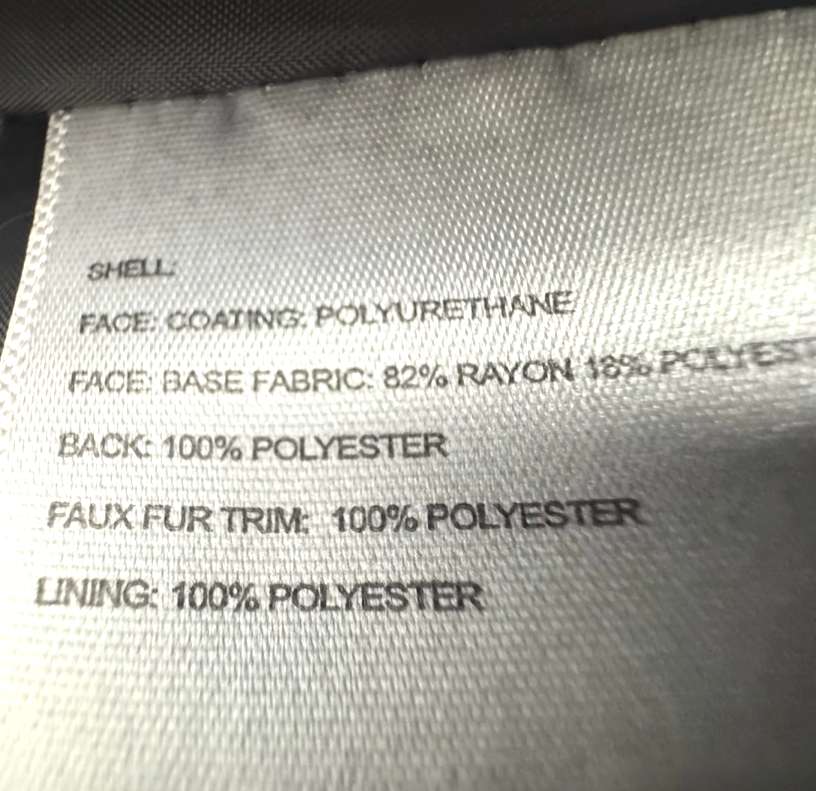 SHELL:
FACE: COATING: POLYURETHANE
FACE: BASE FABRIC: 82% RAYON 18% POLYEST
BACK: 100% POLYESTER
FAUX FUR TRIM: 100% POLYESTER
LINING: 100% POLYESTER